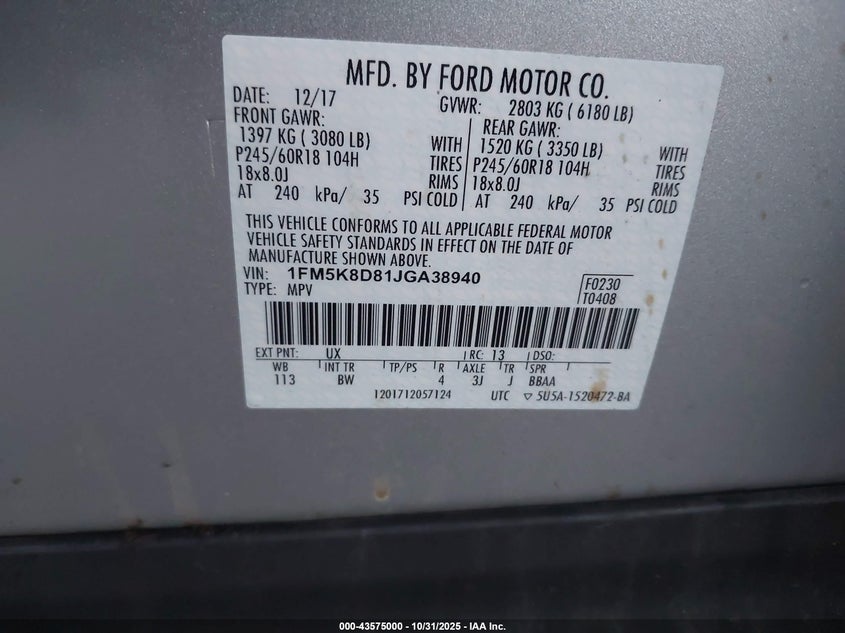 MFD. BY FORD MOTOR CO.
DATE: 12/17 GVWR: 2803 KG ( 6180 LB)
FRONT GAWR: REAR GAWR:
1397 KG ( 3080 LB) WITH 1520 KG ( 3350 LB) WITH
P245/60R18 104H TIRES P245/60R18 104H TIRES
18x8.0J RIMS 18x8.0J RIMS
AT 240 kPa/ 35 PSI COLD AT 240 kPa/ 35 PSI COLD
THIS VEHICLE CONFORMS TO ALL APPLICABLE FEDERAL MOTOR
VEHICLE SAFETY STANDARDS IN EFFECT ON THE DATE OF
MANUFACTURE SHOWN ABOVE.
VIN: 1FM5K8D81JGA38940 F0230
TYPE: MPV T0408
EXT PNT: UX RC: 13 DSO:
WB INT TR TP/PS R AXLE TR SPR
113 BW 4 3J J BBAA
1201712057124 UTC ▽ 5U5A-1520472-BA
000-43575000 - 10/31/2025 - IAA Inc.